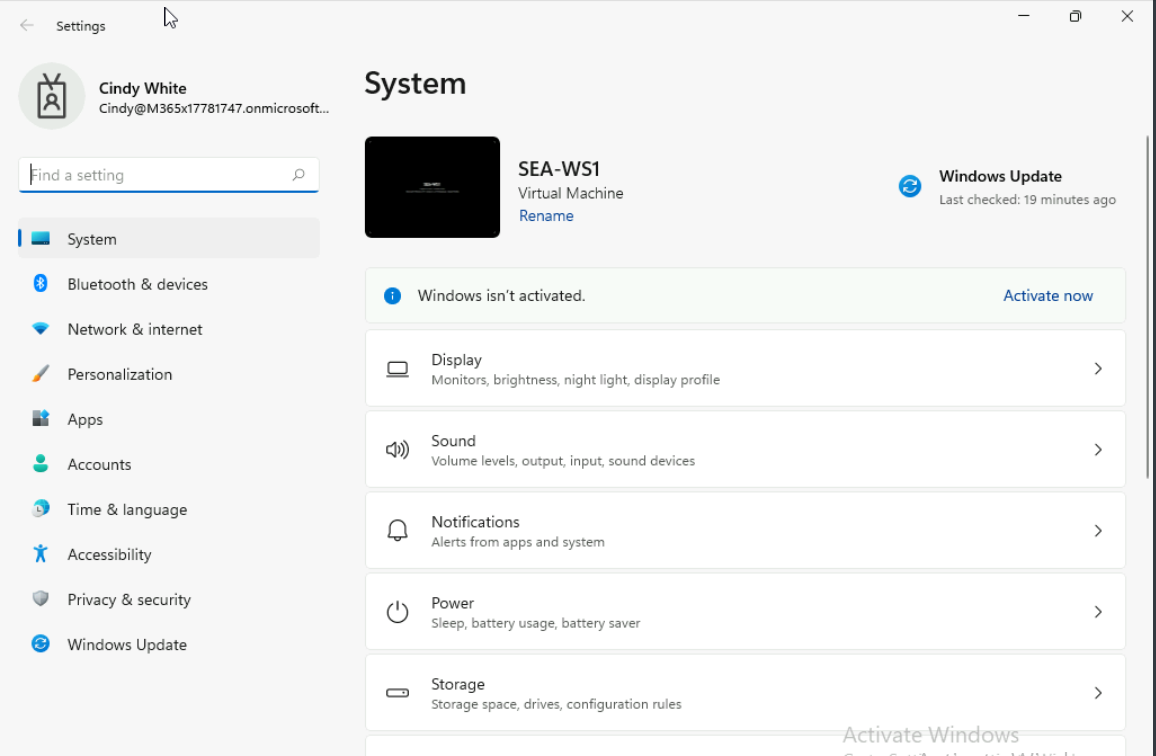 Settings
Cindy White
Cindy@M365x17781747.onmicrosoft...
Find a setting
System
Bluetooth & devices
Network & internet
Personalization
Apps
Accounts
Time & language
Accessibility
Privacy & security
Windows Update
System
SEA-WS1
Virtual Machine
Rename
Windows Update
Last checked: 19 minutes ago
Windows isn't activated.
Activate now
Display
Monitors, brightness, night light, display profile
Sound
Volume levels, output, input, sound devices
Notifications
Alerts from apps and system
Power
Sleep, battery usage, battery saver
Storage
Storage space, drives, configuration rules
Activate Windows